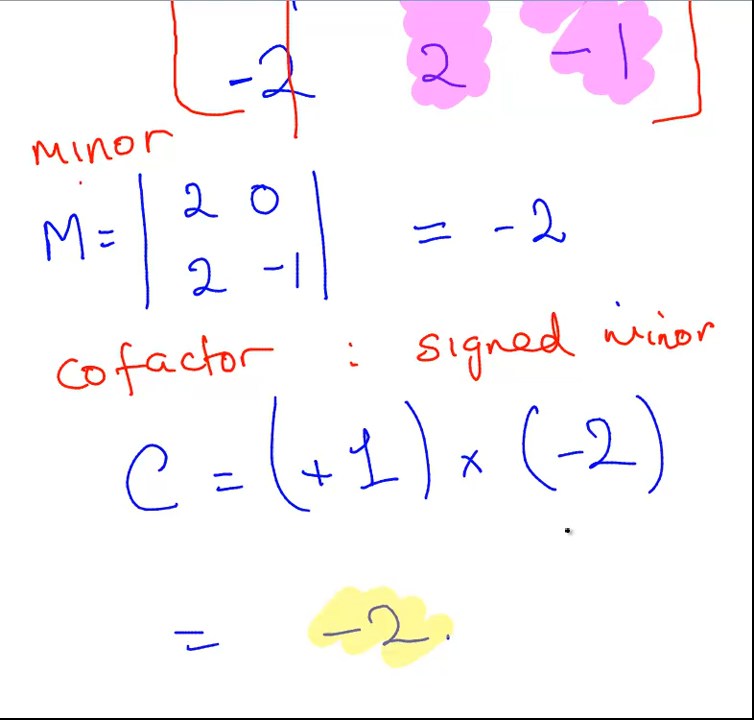 -2 2 -1
minor
M = | 2 0 | = -2
| 2 -1 |
cofactor : signed minor
C = (+1) × (-2)
= -2.